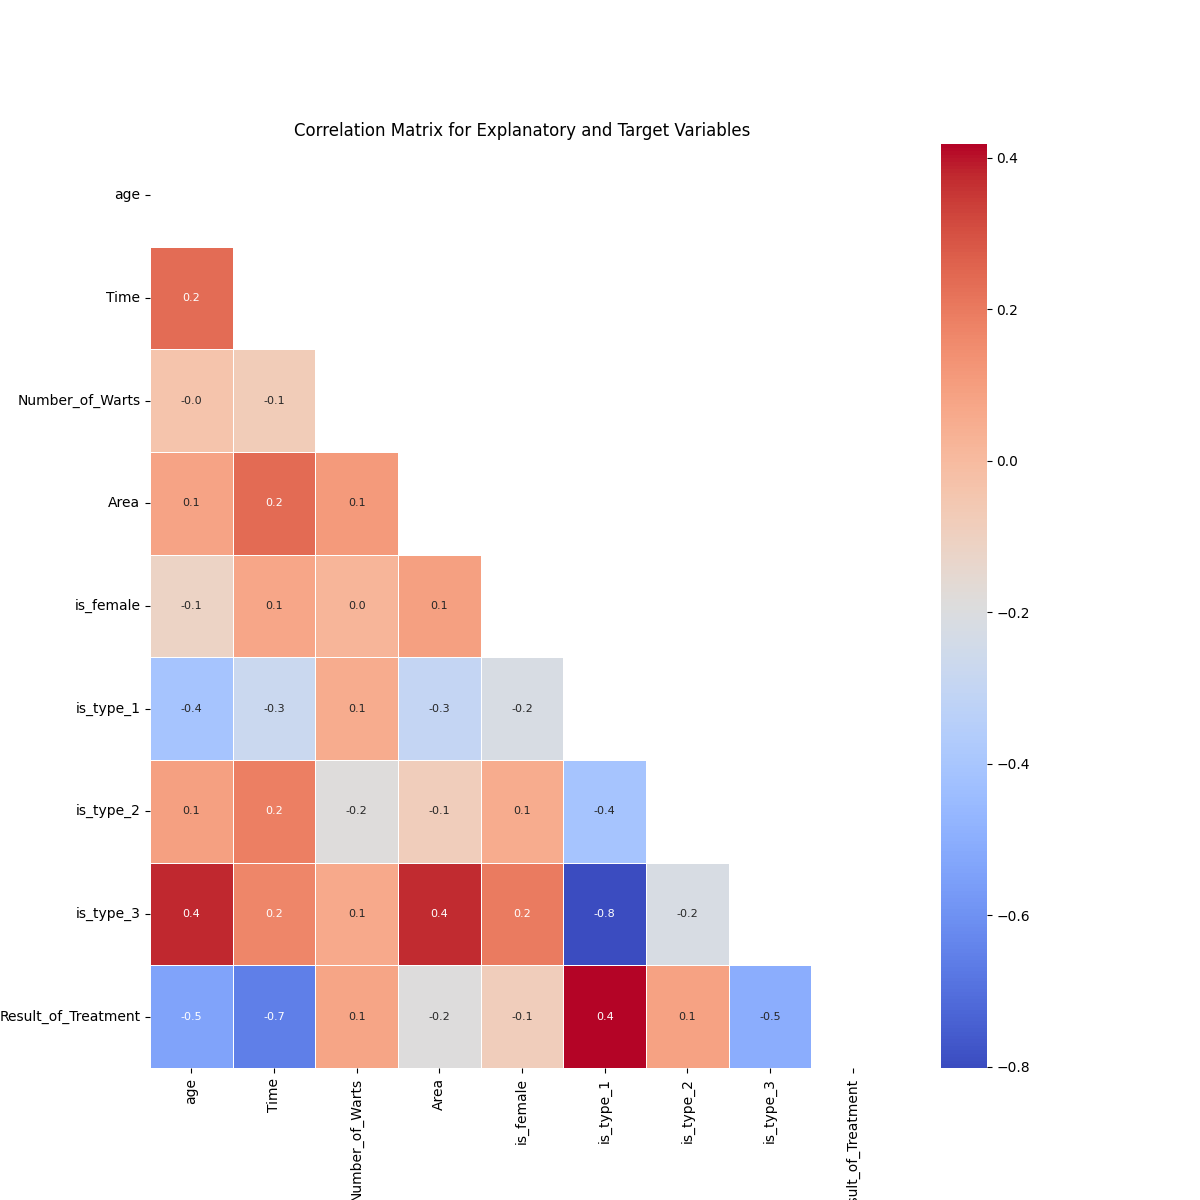 Correlation Matrix for Explanatory and Target Variables
age
Time
0.2
Number_of_Warts
-0.0 -0.1
Area
0.1 0.2 0.1
is_female
-0.1 0.1 0.0 0.1
is_type_1
-0.4 -0.3 0.1 -0.3 -0.2
is_type_2
0.1 0.2 -0.2 -0.1 0.1 -0.4
is_type_3
0.4 0.2 0.1 0.4 0.2 -0.8 -0.2
Result_of_Treatment
-0.5 -0.7 0.1 -0.2 -0.1 0.4 0.1 -0.5
age
Time
Number_of_Warts
Area
is_female
is_type_1
is_type_2
is_type_3
sult_of_Treatment
0.4
0.2
0.0
−0.2
−0.4
−0.6
−0.8